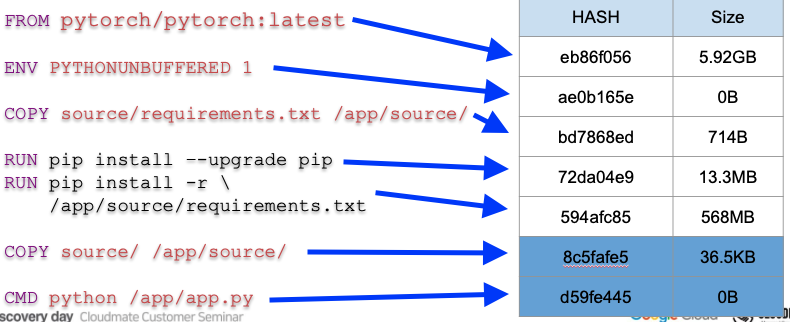 FROM pytorch/pytorch:latest
ENV PYTHONUNBUFFERED 1
COPY source/requirements.txt /app/source/
RUN pip install --upgrade pip
RUN pip install -r \
/app/source/requirements.txt
COPY source/ /app/source/
CMD python /app/app.py
HASH Size
eb86f056 5.92GB
ae0b165e 0B
bd7868ed 714B
72da04e9 13.3MB
594afc85 568MB
8c5fafe5 36.5KB
d59fe445 0B
scovery day Cloudmate Customer Seminar